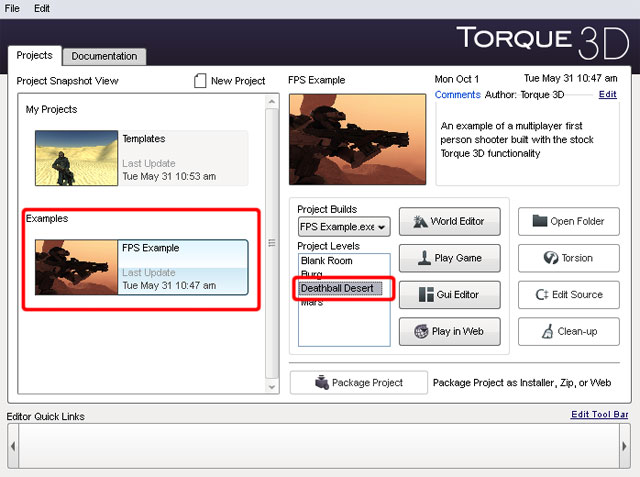 File Edit
TORQUE 3D
Projects Documentation
Project Snapshot View New Project
My Projects
Templates
Last Update
Tue May 31 10:53 am
Examples
FPS Example
Last Update
Tue May 31 10:47 am
FPS Example Mon Oct 1 Tue May 31 10:47 am
Comments Author: Torque 3D Edit
An example of a multiplayer first
person shooter built with the stock
Torque 3D functionality
Project Builds
FPS Example.exe
Project Levels
Blank Room
Burg
Deathball Desert
Mars
World Editor
Play Game
Gui Editor
Play in Web
Open Folder
Torsion
Edit Source
Clean-up
Package Project Package Project as Installer, Zip, or Web
Editor Quick Links Edit Tool Bar